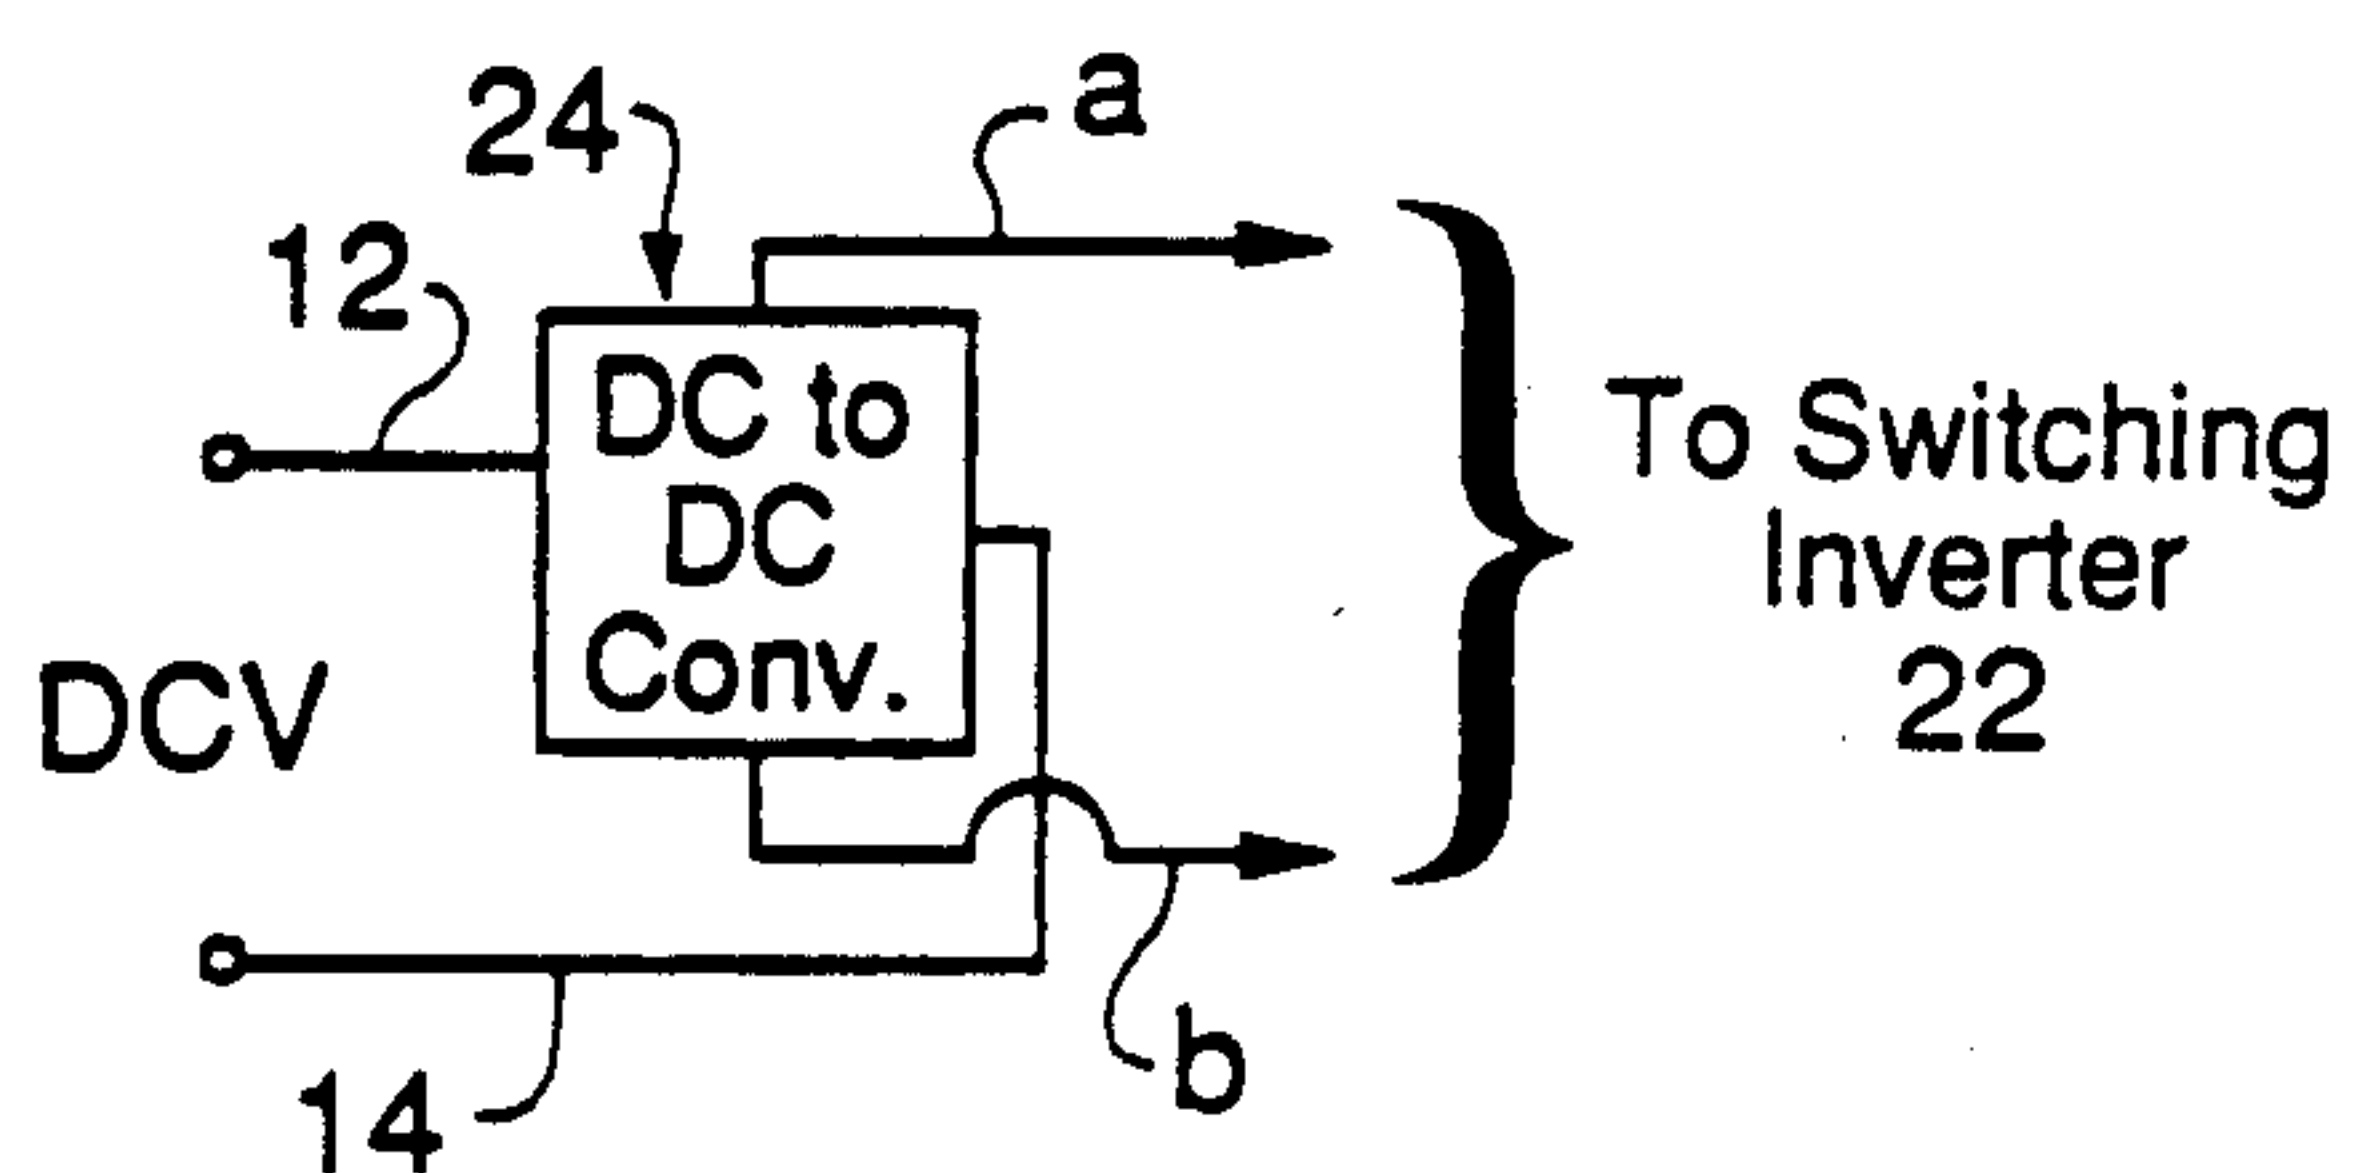 24
a
12
DC to
DC
Conv.
To Switching
Inverter
22
DCV
b
14